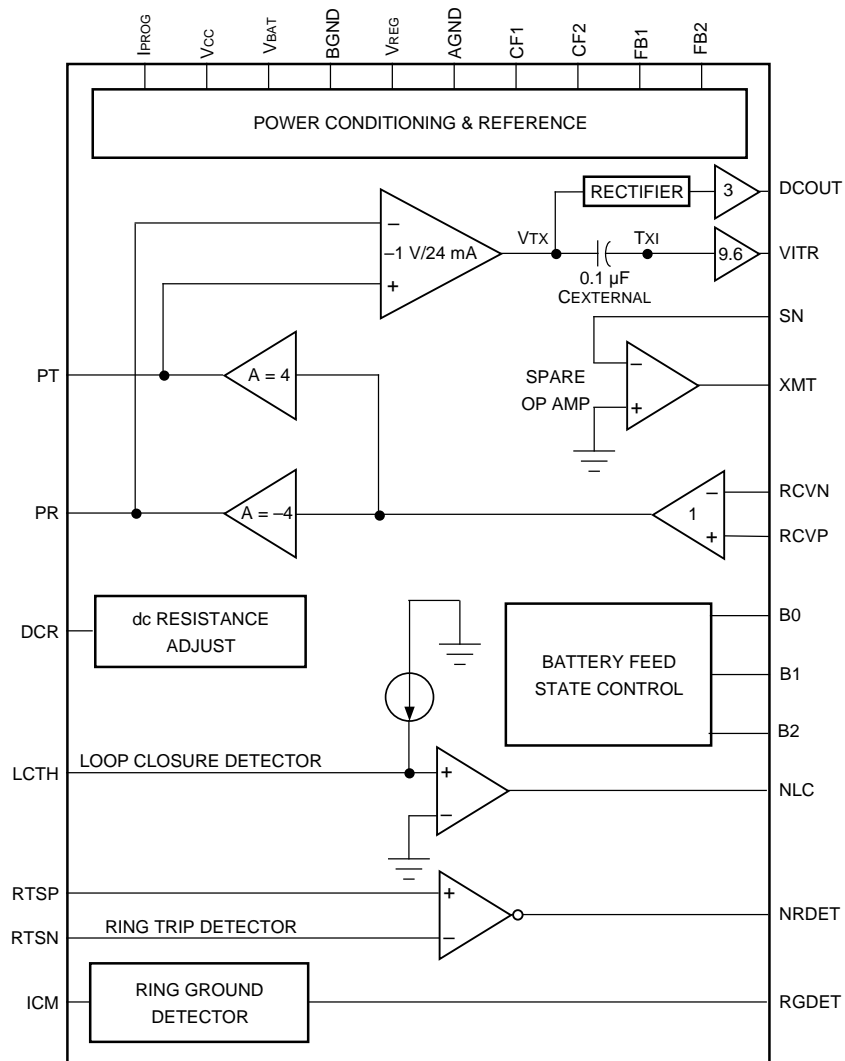 IPROG
VCC
VBAT
BGND
VREG
AGND
CF1
CF2
FB1
FB2
POWER CONDITIONING & REFERENCE
RECTIFIER
3
DCOUT
–
–1 V/24 mA
+
VTX
TXI
9.6
VITR
0.1 µF
CEXTERNAL
SN
PT
A = 4
SPARE
OP AMP
–
+
XMT
PR
A = –4
1
–
+
RCVN
RCVP
DCR
dc RESISTANCE
ADJUST
BATTERY FEED
STATE CONTROL
B0
B1
B2
LCTH
LOOP CLOSURE DETECTOR
+
–
NLC
RTSP
RTSN
RING TRIP DETECTOR
+
–
NRDET
ICM
RING GROUND
DETECTOR
RGDET